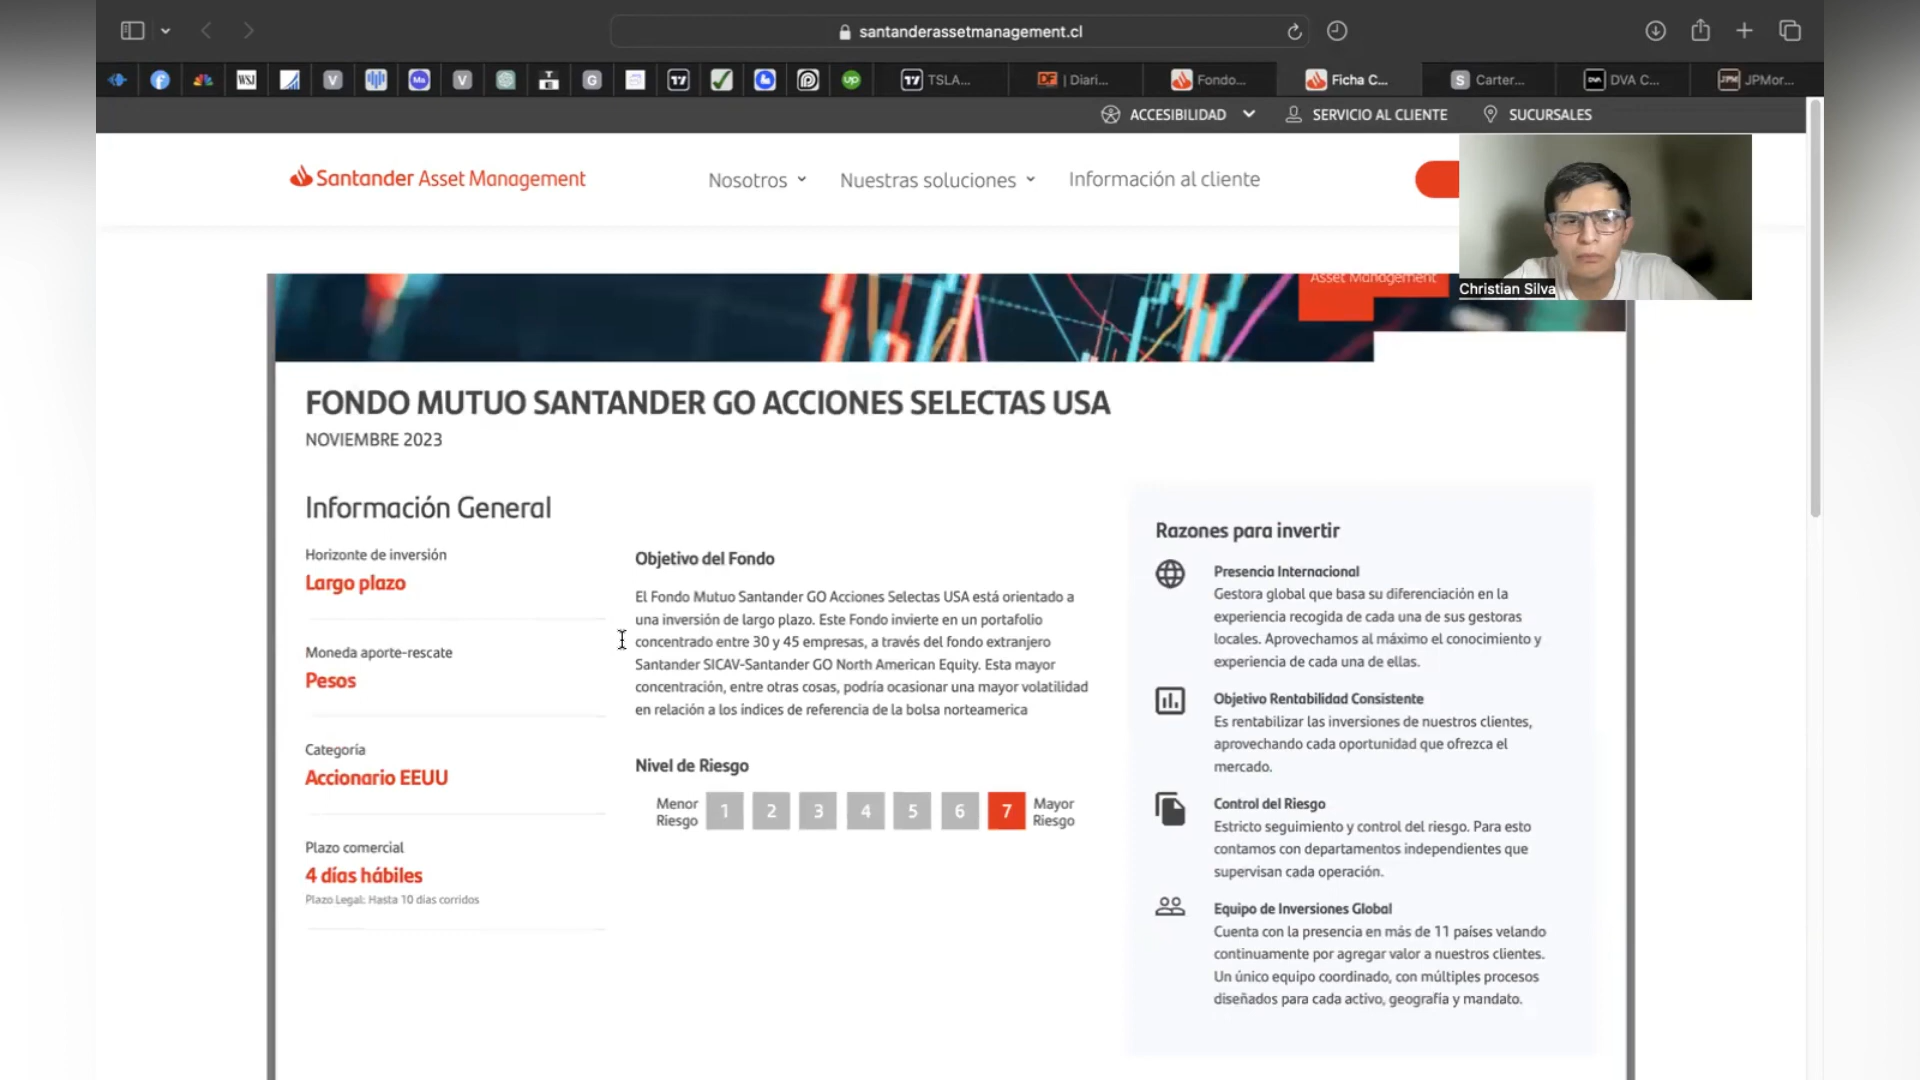 santanderassetmanagement.cl
WSJ
V
Ma
V
G
up
TSLA...
DF | Diari...
Fondo...
Ficha C...
S Carter...
DVA C...
JPM JPMor...
ACCESIBILIDAD
SERVICIO AL CLIENTE
SUCURSALES
Santander Asset Management
Nosotros
Nuestras soluciones
Información al cliente
Asset Management
Christian Silva
FONDO MUTUO SANTANDER GO ACCIONES SELECTAS USA
NOVIEMBRE 2023
Información General
Horizonte de inversión
Largo plazo
Moneda aporte-rescate
Pesos
Categoría
Accionario EEUU
Plazo comercial
4 días hábiles
Plazo Legal: Hasta 10 días corridos
Objetivo del Fondo
El Fondo Mutuo Santander GO Acciones Selectas USA está orientado a
una inversión de largo plazo. Este Fondo invierte en un portafolio
concentrado entre 30 y 45 empresas, a través del fondo extranjero
Santander SICAV-Santander GO North American Equity. Esta mayor
concentración, entre otras cosas, podría ocasionar una mayor volatilidad
en relación a los índices de referencia de la bolsa norteamerica
Nivel de Riesgo
Menor
Riesgo
1 2 3 4 5 6 7
Mayor
Riesgo
Razones para invertir
Presencia Internacional
Gestora global que basa su diferenciación en la
experiencia recogida de cada una de sus gestoras
locales. Aprovechamos al máximo el conocimiento y
experiencia de cada una de ellas.
Objetivo Rentabilidad Consistente
Es rentabilizar las inversiones de nuestros clientes,
aprovechando cada oportunidad que ofrezca el
mercado.
Control del Riesgo
Estricto seguimiento y control del riesgo. Para esto
contamos con departamentos independientes que
supervisan cada operación.
Equipo de Inversiones Global
Cuenta con la presencia en más de 11 países velando
continuamente por agregar valor a nuestros clientes.
Un único equipo coordinado, con múltiples procesos
diseñados para cada activo, geografía y mandato.